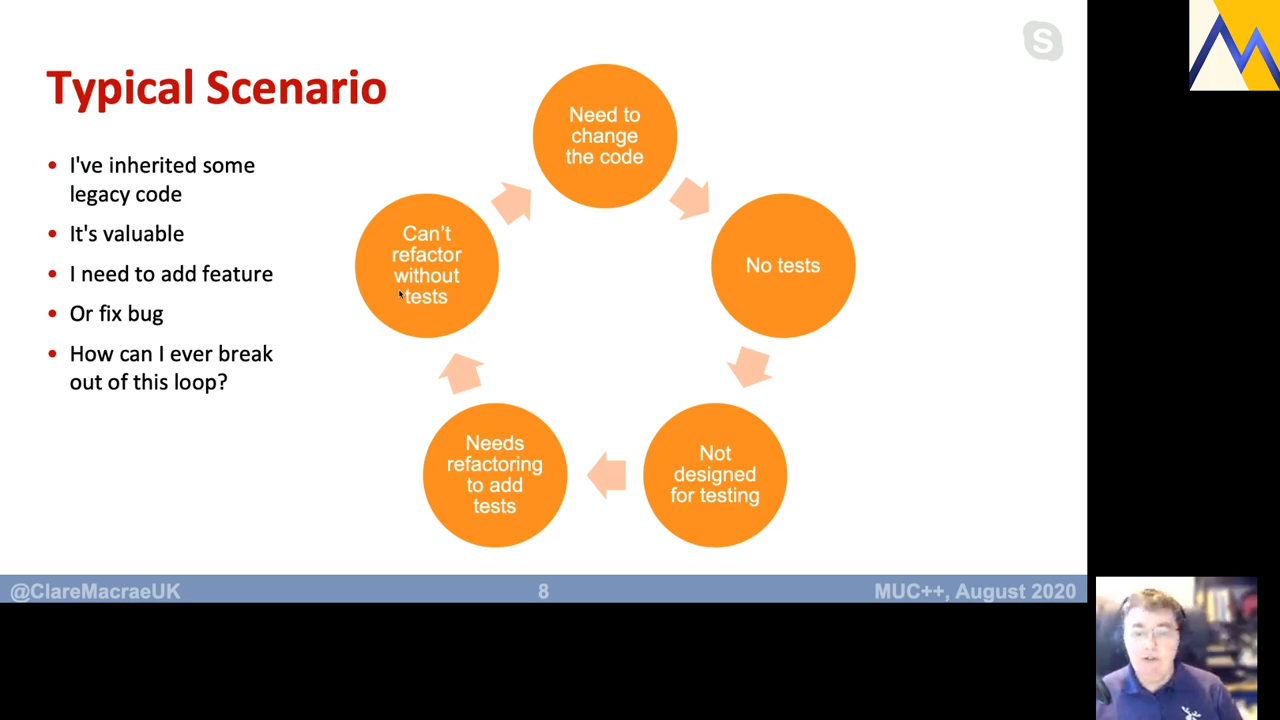 Typical Scenario
• I've inherited some
legacy code
• It's valuable
• I need to add feature
• Or fix bug
• How can I ever break
out of this loop?
Need to
change
the code
No tests
Not
designed
for testing
Needs
refactoring
to add
tests
Can't
refactor
without
tests
S
@ClareMacraeUK
8
MUC++, August 2020